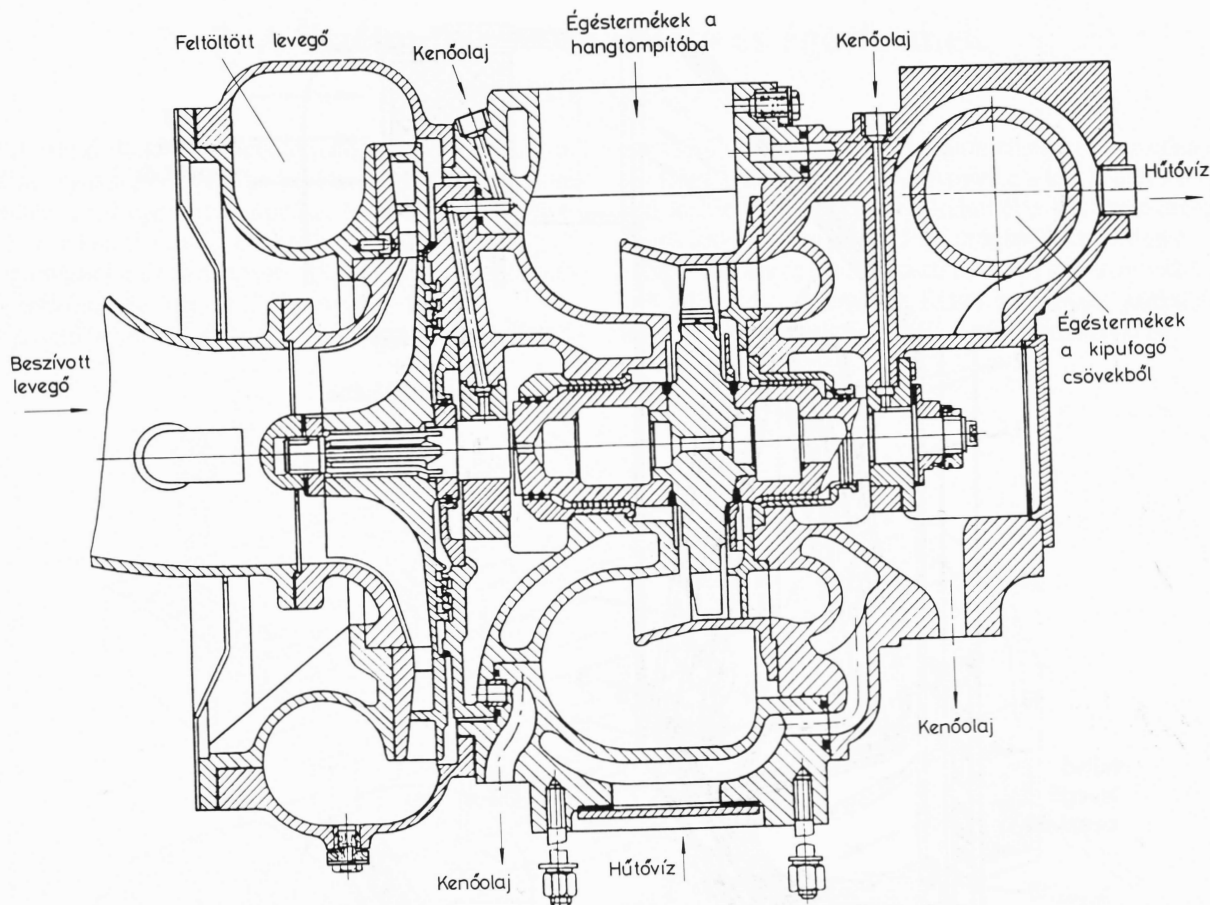 Égéstermékek a
hangtompítóba
Feltöltött levegő
Kenőolaj
Kenőolaj
Hűtővíz
Égéstermékek
a kipufogó
csövekből
Beszívott
levegő
Kenőolaj
Kenőolaj
Hűtővíz